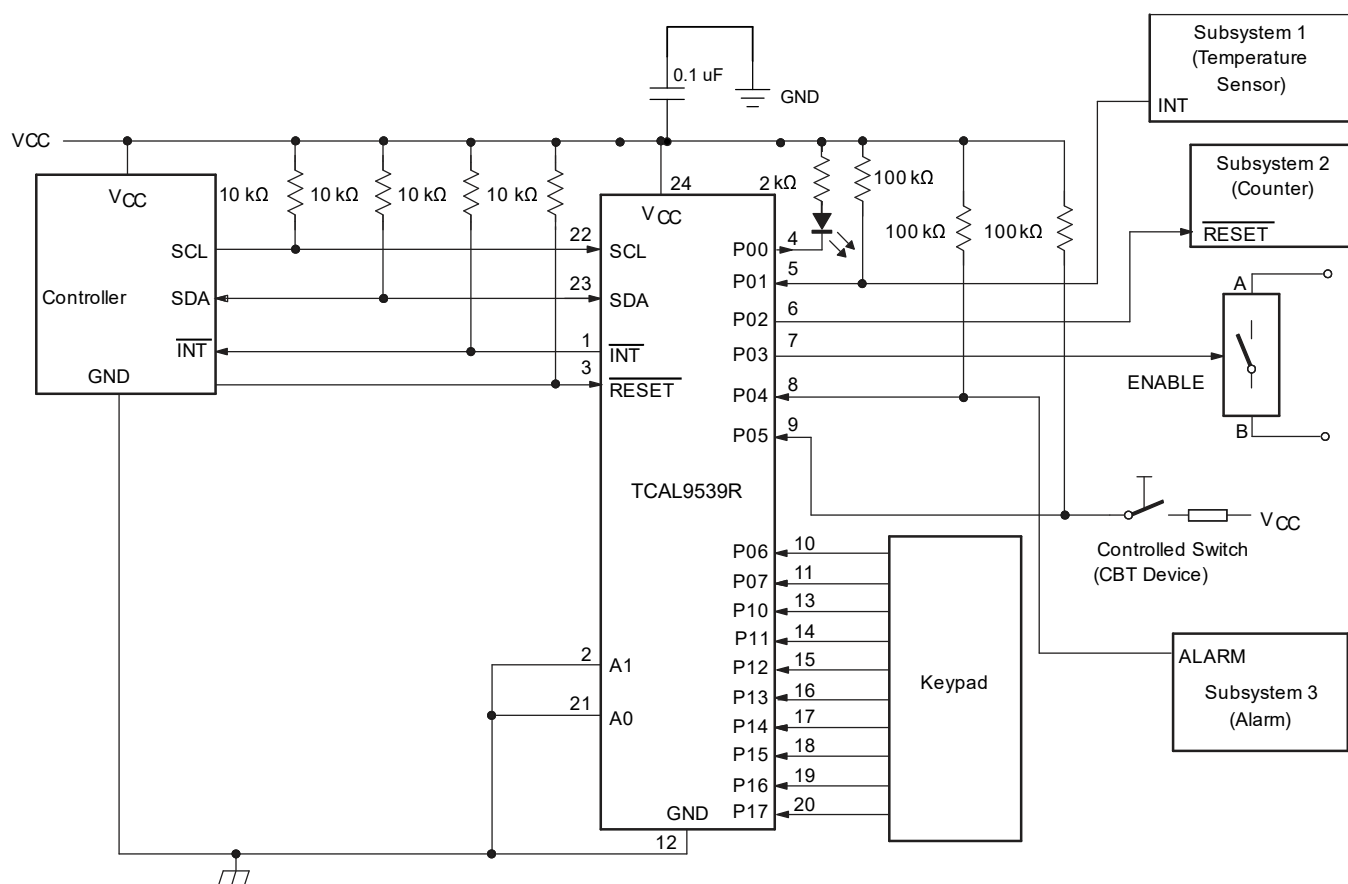 Subsystem 1
(Temperature
Sensor)
INT
0.1 uF
GND
VCC
Subsystem 2
(Counter)
RESET
VCC
10 kΩ
10 kΩ
10 kΩ
10 kΩ
24
VCC
2 kΩ
100 kΩ
100 kΩ
100 kΩ
Controller
SCL
SDA
INT
GND
22
23
1
3
SCL
SDA
INT
RESET
P00
P01
P02
P03
P04
P05
4
5
6
7
8
9
ENABLE
A
B
TCAL9539R
VCC
Controlled Switch
(CBT Device)
P06
P07
P10
P11
P12
P13
P14
P15
P16
P17
10
11
13
14
15
16
17
18
19
20
Keypad
ALARM
Subsystem 3
(Alarm)
2
A1
21
A0
GND
12